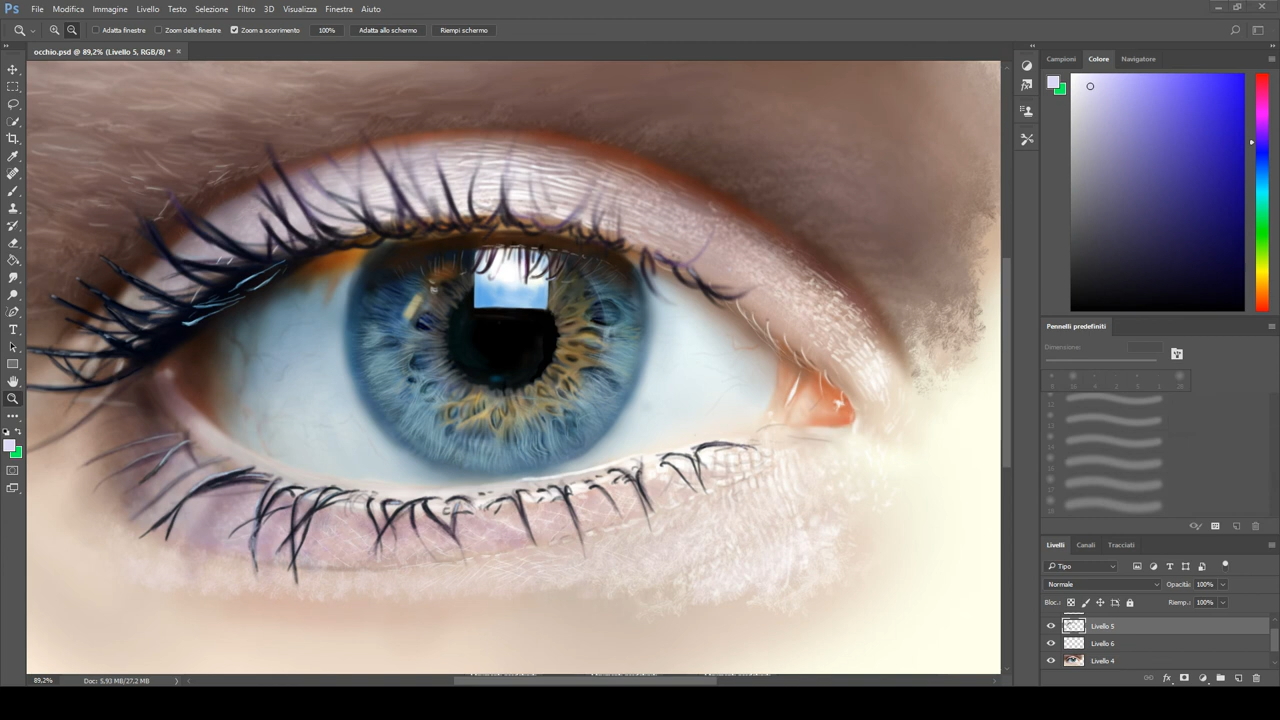 Ps File Modifica Immagine Livello Testo Selezione Filtro 3D Visualizza Finestra Aiuto
Adatta finestre Zoom delle finestre Zoom a scorrimento 100% Adatta allo schermo Riempi schermo
occhio.psd @ 89,2% (Livello 5, RGB/8) * ×
Campioni Colore Navigatore
Pennelli predefiniti
Dimensione:
Livelli Canali Tracciati
Tipo
Normale Opacità: 100%
Bloc.: Riemp.: 100%
Livello 5
Livello 6
Livello 4
89,2% Doc: 5,93 MB/27,2 MB